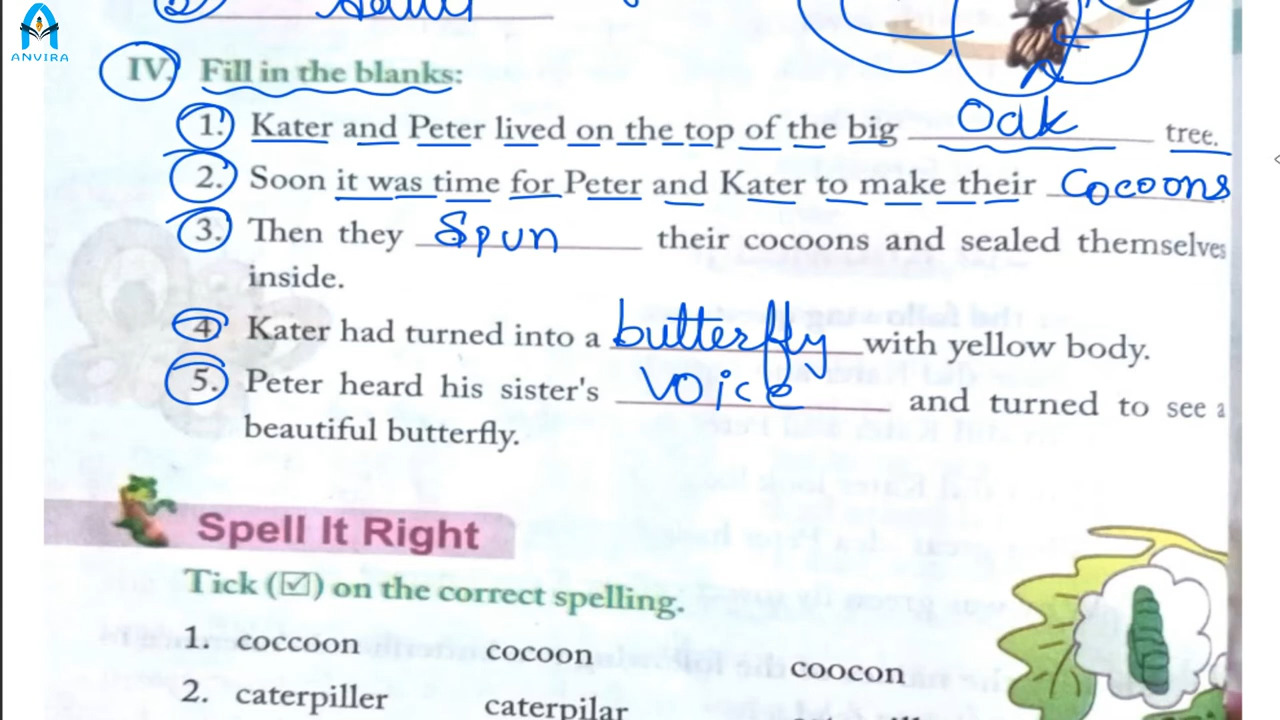 ANVIRA
IV. Fill in the blanks:
1. Kater and Peter lived on the top of the big Oak tree.
2. Soon it was time for Peter and Kater to make their Cocoons
3. Then they Spun their cocoons and sealed themselves
inside.
4. Kater had turned into a butterfly with yellow body.
5. Peter heard his sister's voice and turned to see a
beautiful butterfly.
Spell It Right
Tick (☑) on the correct spelling.
1. coccoon cocoon coocon
2. caterpiller caterpilar